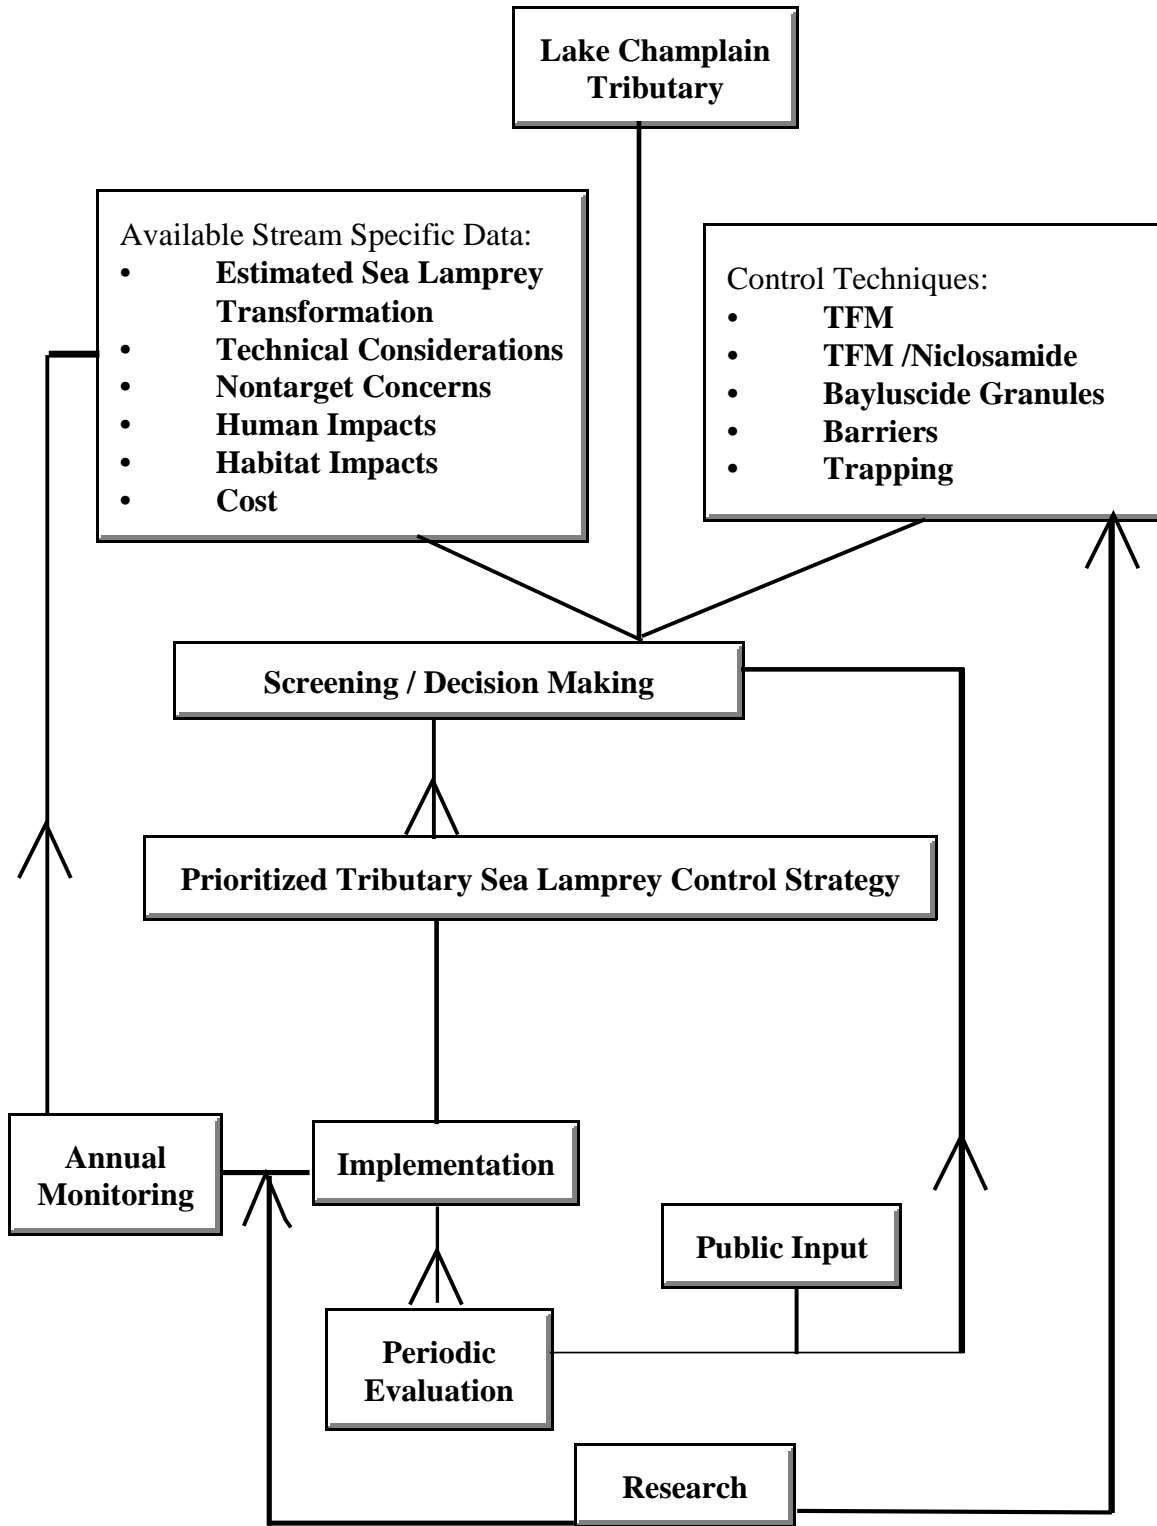 Lake Champlain
Tributary
Available Stream Specific Data:
• Estimated Sea Lamprey
Transformation
• Technical Considerations
• Nontarget Concerns
• Human Impacts
• Habitat Impacts
• Cost
Control Techniques:
• TFM
• TFM /Niclosamide
• Bayluscide Granules
• Barriers
• Trapping
Screening / Decision Making
Prioritized Tributary Sea Lamprey Control Strategy
Annual
Monitoring
Implementation
Public Input
Periodic
Evaluation
Research